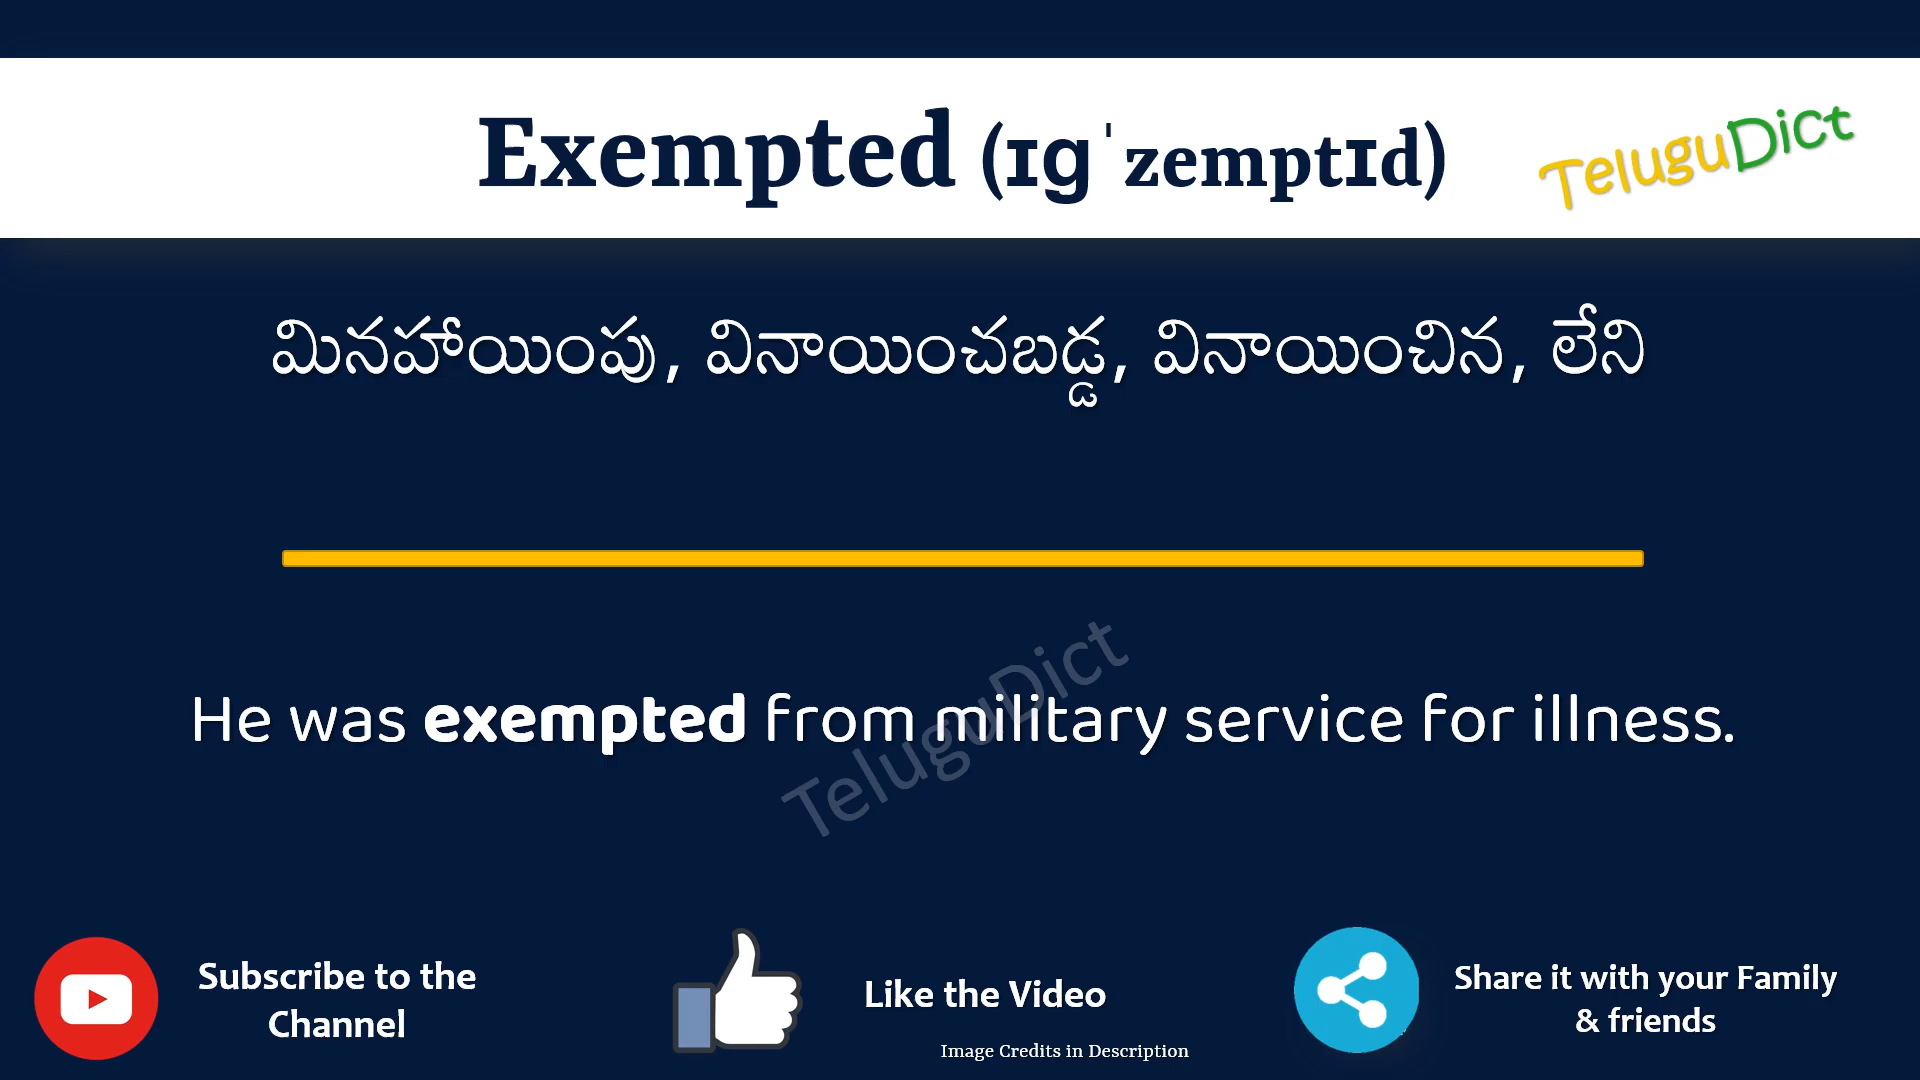 Exempted (ɪgˈzemptɪd)
TeluguDict
మినహాయింపు, వినాయించబడ్డ, వినాయించిన, లేని
He was exempted from military service for illness.
TeluguDict
Subscribe to the
Channel
Like the Video
Share it with your Family
& friends
Image Credits in Description